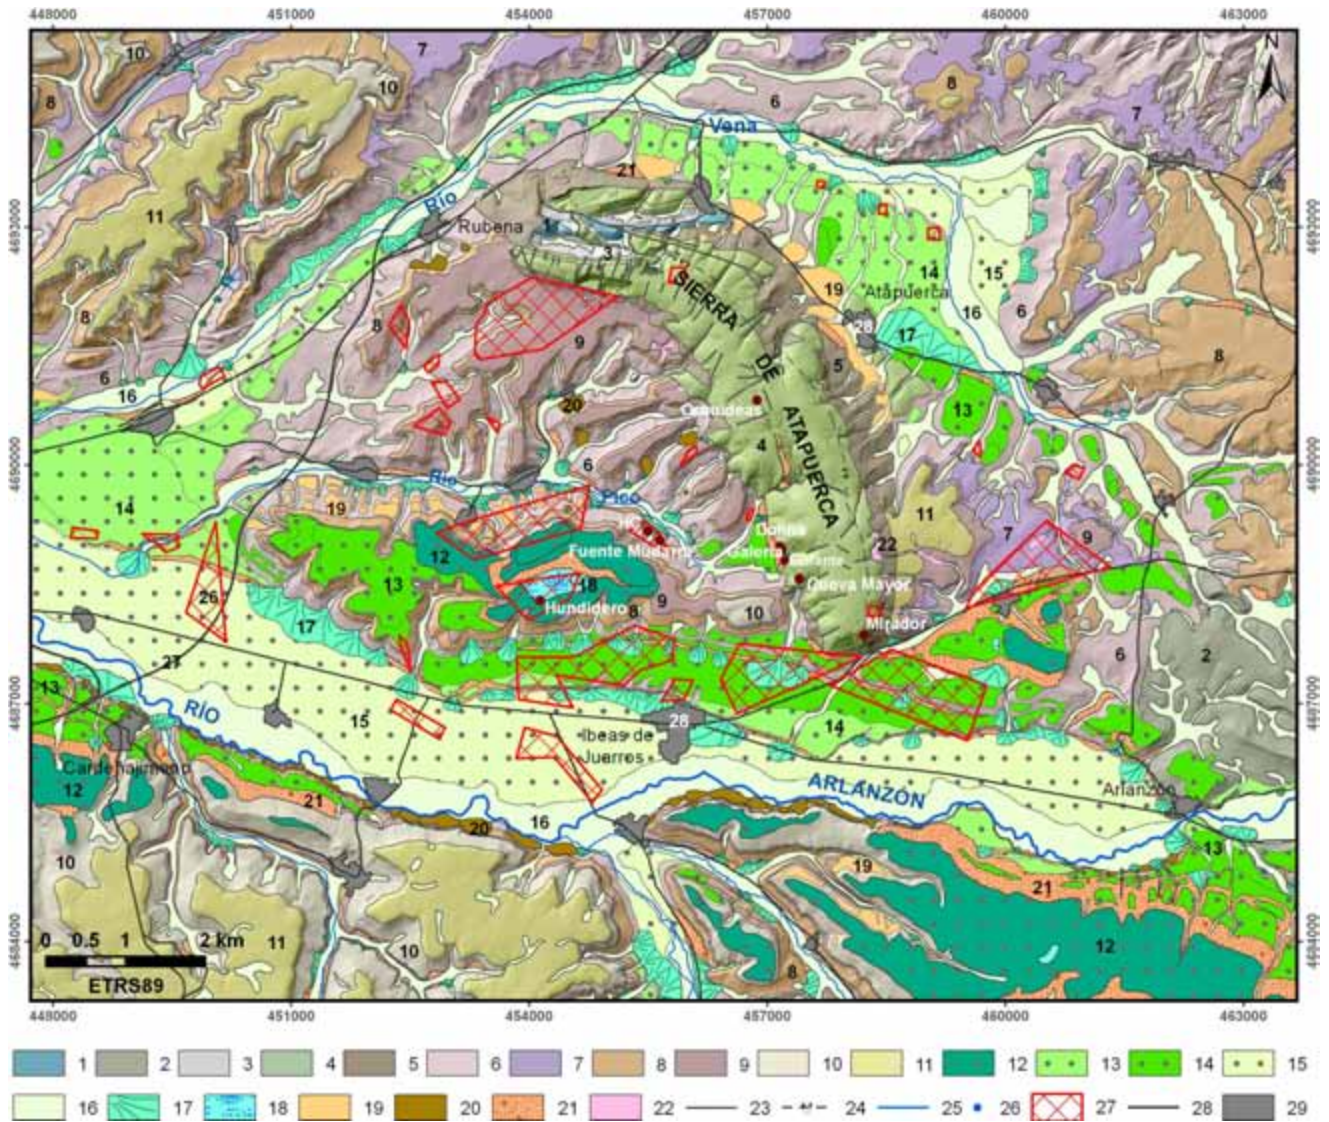 448000 451000 454000 457000 460000 463000
N
10
7
10
8
6
8
7
Vena
11
21
Río
4693000
Rubena
1
3
SIERRA
14
15
4693000
19
Atapuerca
16
6
8
28
17
8
9
5
DE
6
16
20
ATAPUERCA
13
4
4690000
6
Río
Pico
4690000
14
19
11
7
9
12
Dolina
22
Fuente Mudarra
Galería
13
18
Cueva Mayor
26
9
10
Hundidero
8
Mirador
17
6
2
27
4687000
13
RÍO
15
28
14
4687000
Ibeas de
Juarros
Cardeñajimeno
12
ARLANZÓN
Arlanzón
21
16
20
13
10
19
21
4684000
0 0.5 1 2 km
11
10
12
4684000
8
ETRS89
448000 451000 454000 457000 460000 463000
1 2 3 4 5 6 7 8 9 10 11 12 13 14 15
16 17 18 19 20 21 22 23 24 25 26 27 28 29